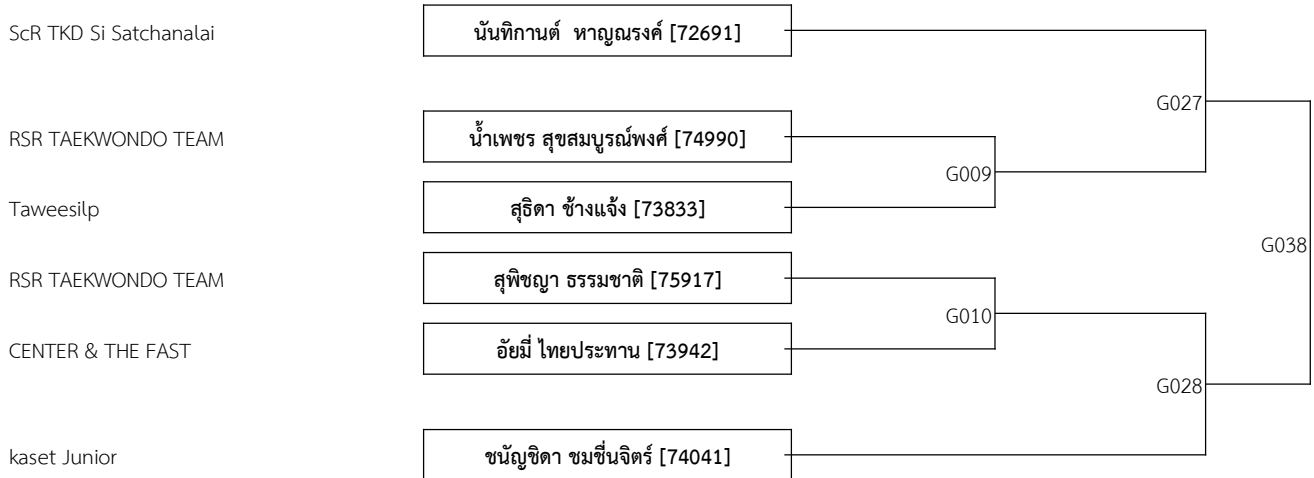 ScR TKD Si Satchanalai
นันทิกานต์ หาญณรงค์ [72691]
G027
RSR TAEKWONDO TEAM
น้ำเพชร สุขสมบูรณ์พงศ์ [74990]
G009
Taweesilp
สุธิดา ช้างแจ้ง [73833]
G038
RSR TAEKWONDO TEAM
สุพิชญา ธรรมชาติ [75917]
G010
CENTER & THE FAST
อัยมี่ ไทยประทาน [73942]
G028
kaset Junior
ชนัญชิดา ชมชื่นจิตร์ [74041]